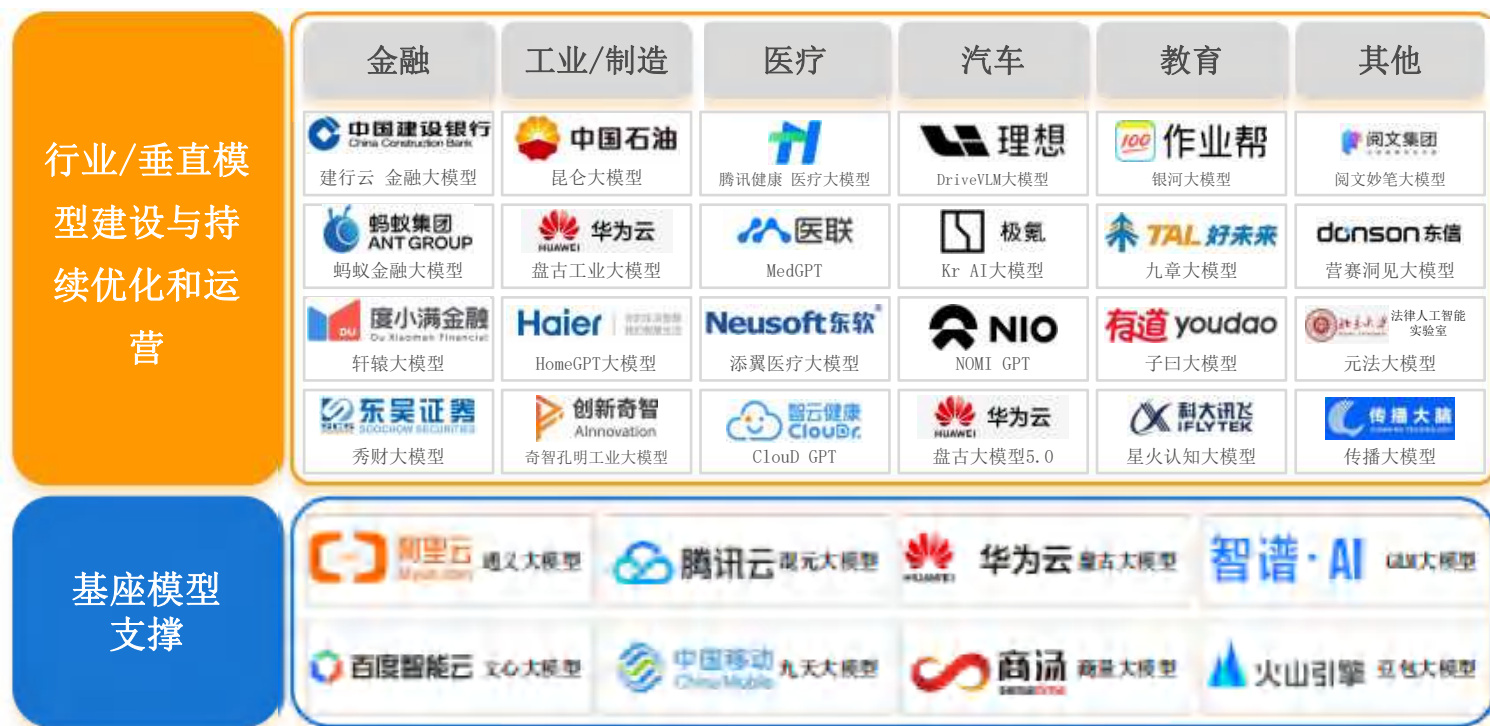 行业/垂直模
型建设与持
续优化和运
营
金融
工业/制造
医疗
汽车
教育
其他
中国建设银行
China Construction Bank
建行云 金融大模型
中国石油
昆仑大模型
腾讯健康 医疗大模型
理想
DriveVLM大模型
100 作业帮
银河大模型
阅文集团
阅文妙笔大模型
蚂蚁集团
ANT GROUP
蚂蚁金融大模型
HUAWEI 华为云
盘古工业大模型
医联
MedGPT
极氪
Kr AI大模型
TAL 好未来
九章大模型
donson 东信
营赛洞见大模型
DU 度小满金融
Du Xiaoman Financial
轩辕大模型
Haier
HomeGPT大模型
Neusoft 东软
添翼医疗大模型
NIO
NOMI GPT
有道 youdao
子曰大模型
北京大学 法律人工智能
实验室
元法大模型
东吴证券
SOOCHOW SECURITIES
秀财大模型
创新奇智
AInnovation
奇智孔明工业大模型
智云健康
ClouDr.
ClouD GPT
HUAWEI 华为云
盘古大模型5.0
科大讯飞
iFLYTEK
星火认知大模型
传播大脑
传播大模型
基座模型
支撑
阿里云 通义大模型
腾讯云 混元大模型
HUAWEI 华为云 盘古大模型
智谱·AI GLM大模型
百度智能云 文心大模型
中国移动
China Mobile 九天大模型
商汤
sensetime 商量大模型
火山引擎 豆包大模型